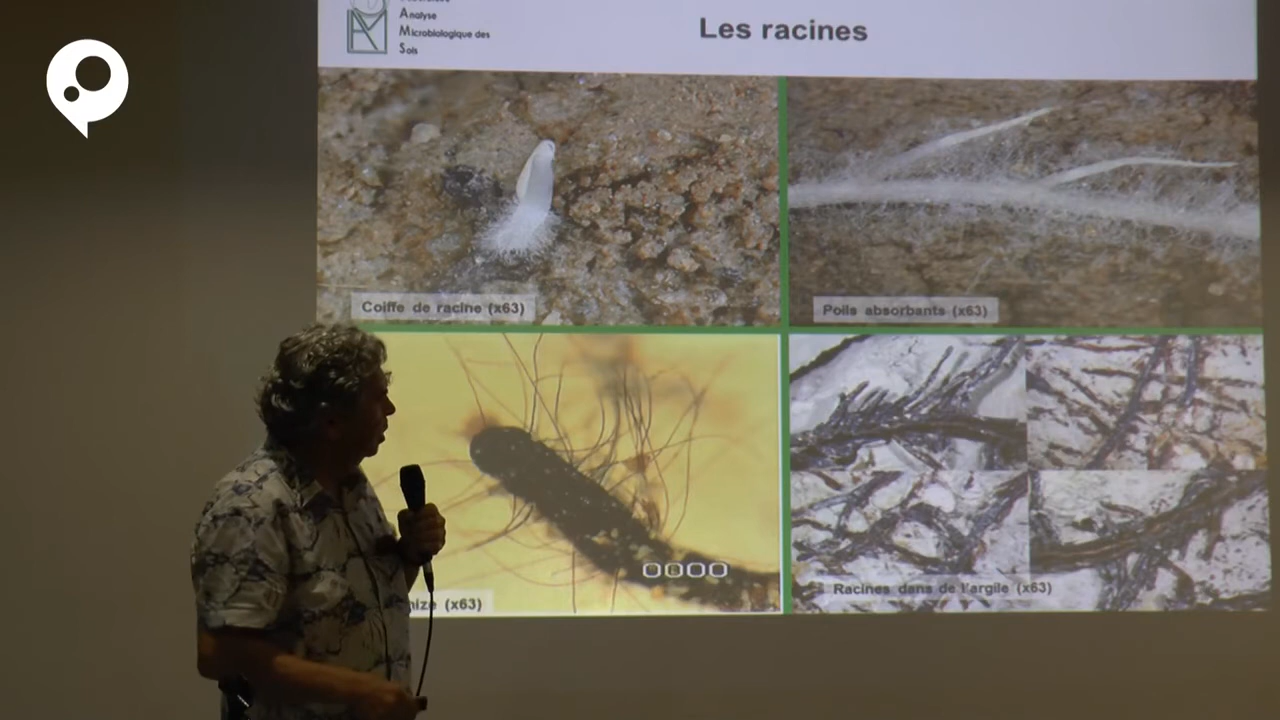 Analyse
Microbiologique des
Sols
Les racines
Coiffe de racine (x63)
Poils absorbants (x63)
(x63)
Racines dans de l'argile (x63)